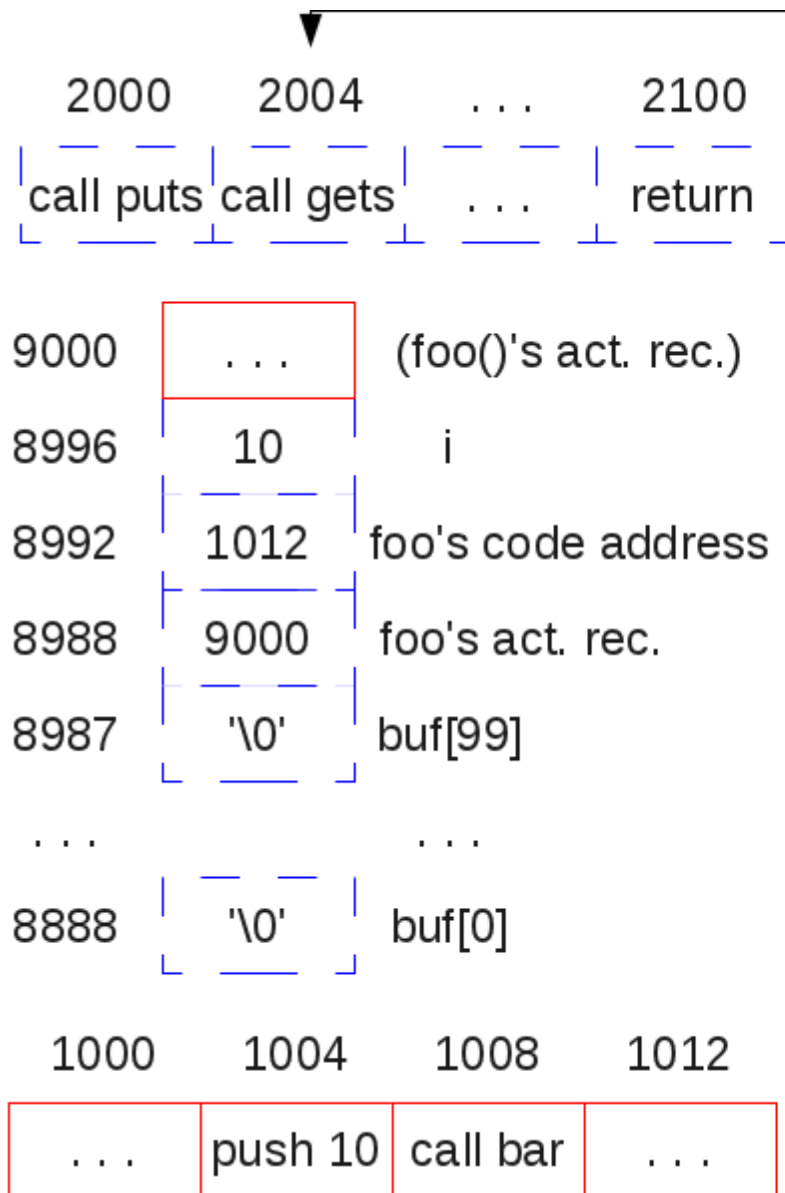 2000 2004 . . . 2100
call puts call gets . . . return
9000 . . . (foo()'s act. rec.)
8996 10 i
8992 1012 foo's code address
8988 9000 foo's act. rec.
8987 '\0' buf[99]
. . . . . .
8888 '\0' buf[0]
1000 1004 1008 1012
. . . push 10 call bar . . .